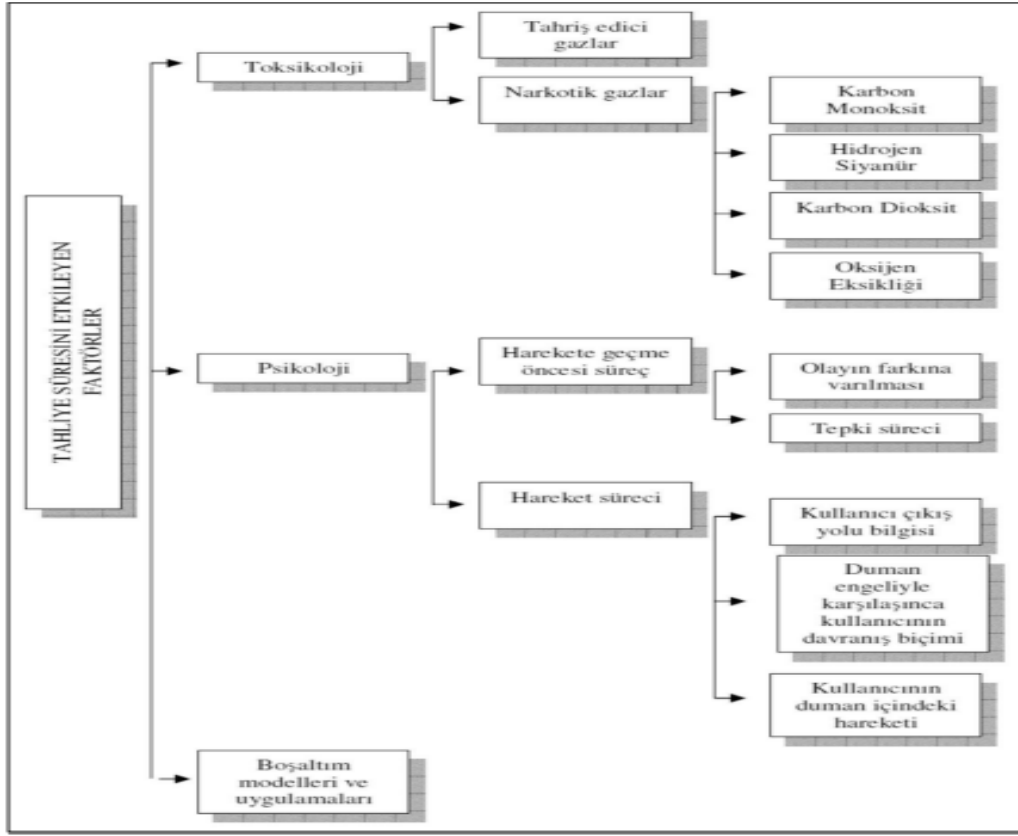 TAHLİYE SÜRESİNİ ETKİLEYEN
FAKTÖRLER
Toksikoloji
Tahriş edici
gazlar
Narkotik gazlar
Karbon
Monoksit
Hidrojen
Siyanür
Karbon Dioksit
Oksijen
Eksikliği
Psikoloji
Harekete geçme
öncesi süreç
Olayın farkına
varılması
Tepki süreci
Hareket süreci
Kullanıcı çıkış
yolu bilgisi
Duman
engeliyle
karşılaşınca
kullanıcının
davranış biçimi
Kullanıcının
duman içindeki
hareketi
Boşaltım
modelleri ve
uygulamaları